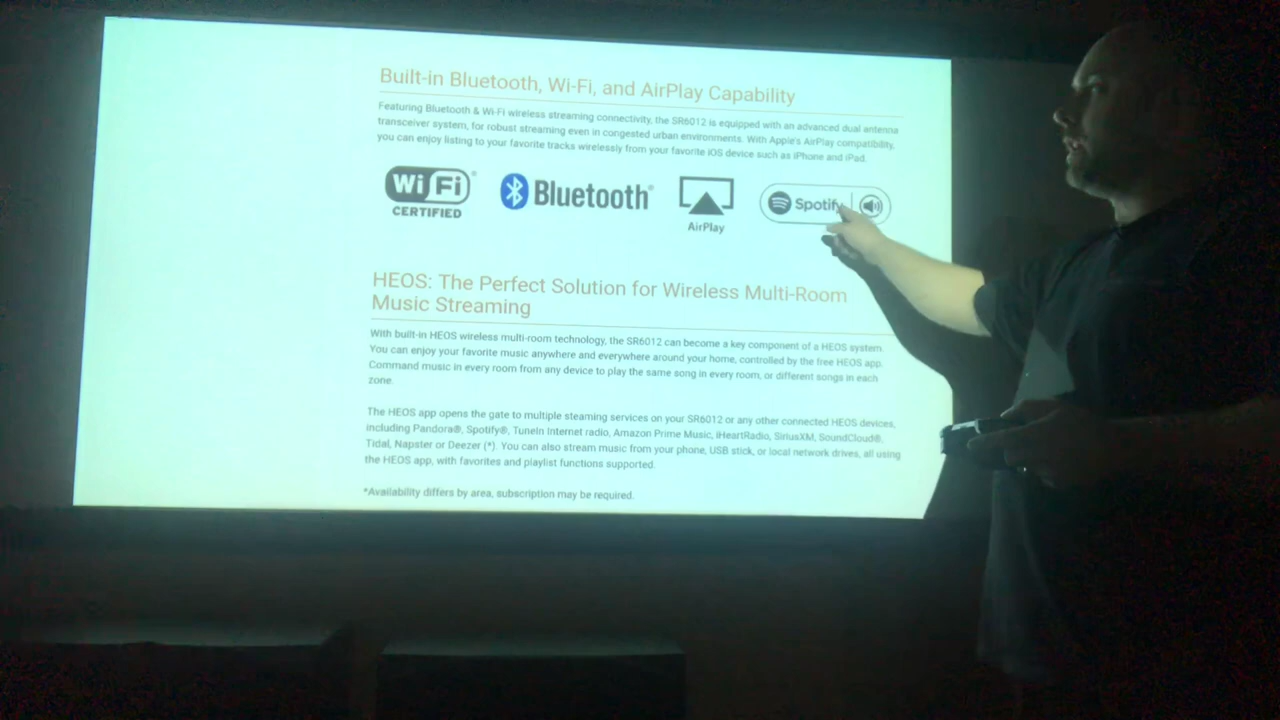 Built-in Bluetooth, Wi-Fi, and AirPlay Capability
Featuring Bluetooth & Wi-Fi wireless streaming connectivity, the SR6012 is equipped with an advanced dual antenna
transceiver system, for robust streaming even in congested urban environments. With Apple's AirPlay compatibility,
you can enjoy listing to your favorite tracks wirelessly from your favorite iOS device such as iPhone and iPad.
Wi Fi®
CERTIFIED
Bluetooth®
AirPlay
Spotify
HEOS: The Perfect Solution for Wireless Multi-Room
Music Streaming
With built-in HEOS wireless multi-room technology, the SR6012 can become a key component of a HEOS system.
You can enjoy your favorite music anywhere and everywhere around your home, controlled by the free HEOS app.
Command music in every room from any device to play the same song in every room, or different songs in each
zone.
The HEOS app opens the gate to multiple steaming services on your SR6012 or any other connected HEOS devices,
including Pandora®, Spotify®, TuneIn Internet radio, Amazon Prime Music, iHeartRadio, SiriusXM, SoundCloud®,
Tidal, Napster or Deezer (*). You can also stream music from your phone, USB stick, or local network drives, all using
the HEOS app, with favorites and playlist functions supported.
*Availability differs by area, subscription may be required.